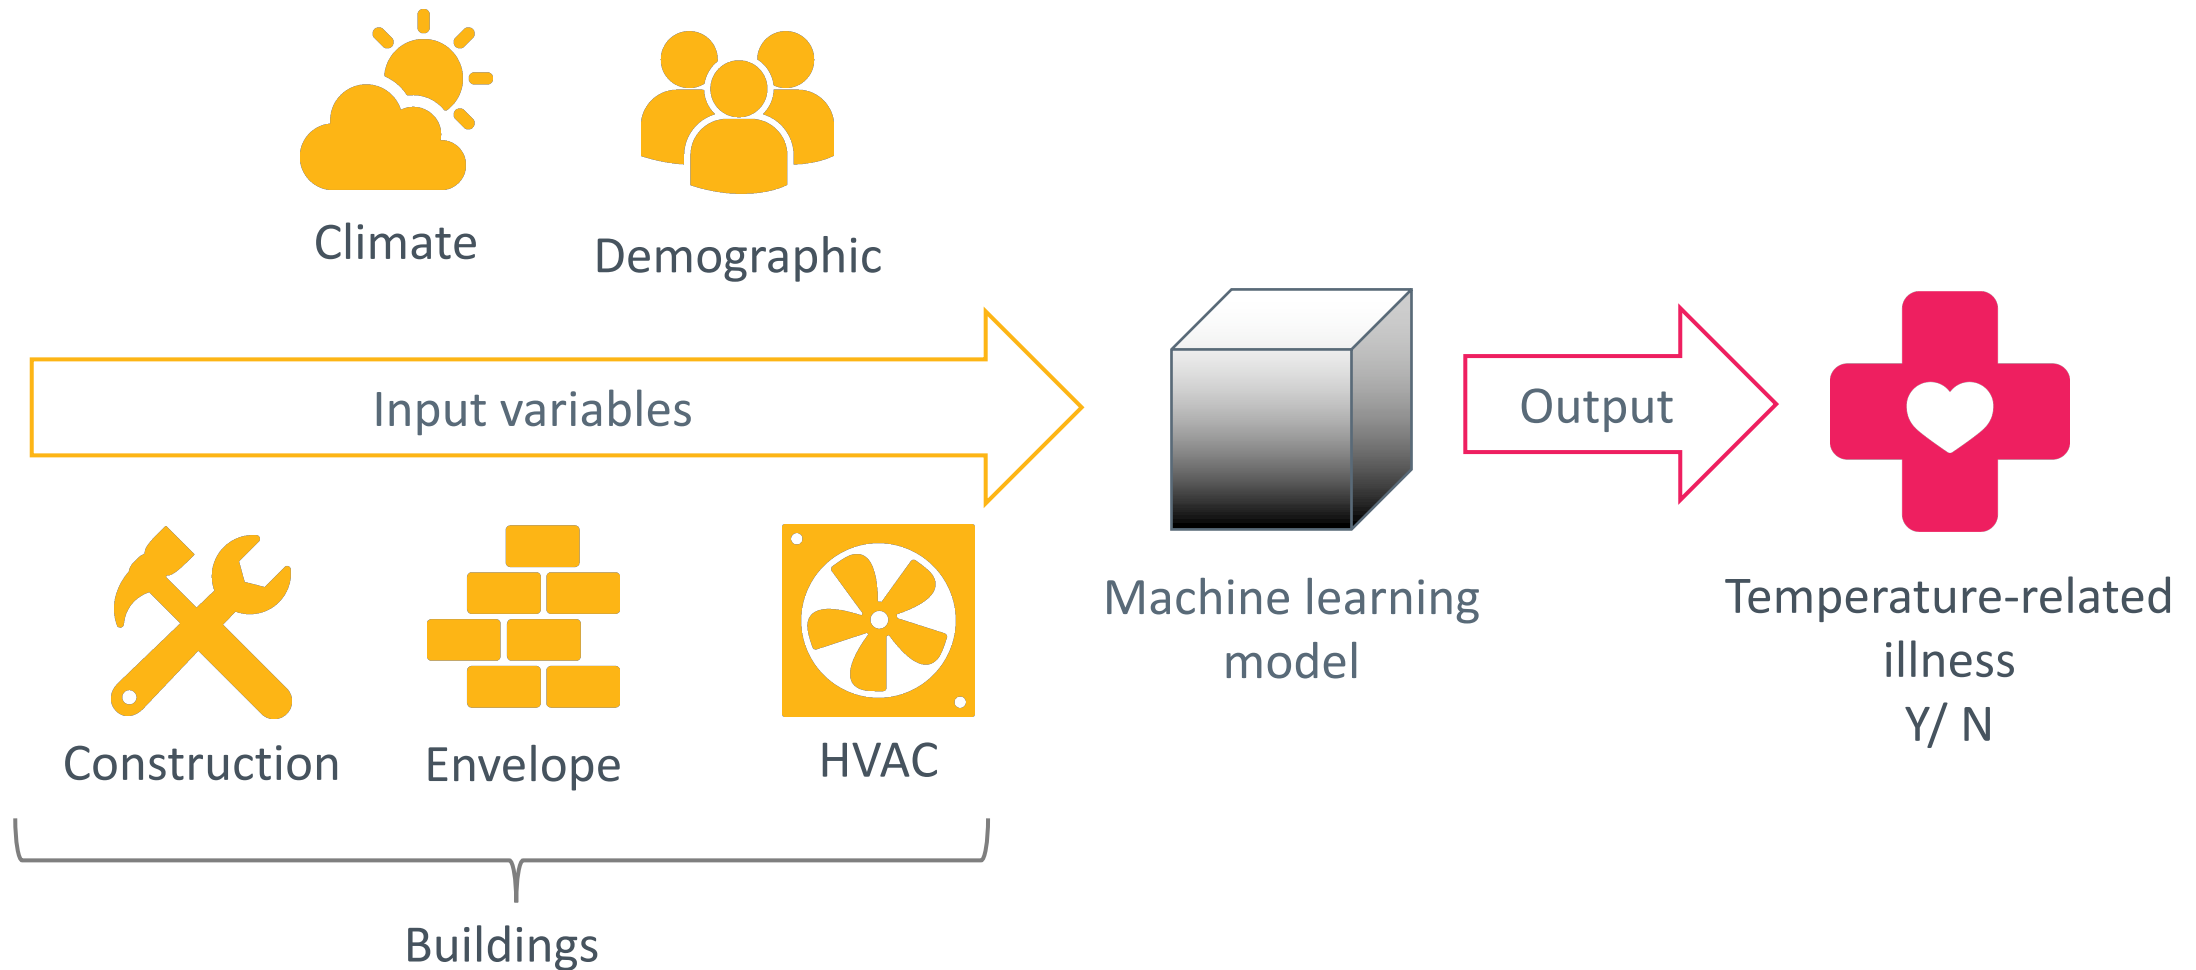 Climate
Demographic
Input variables
Output
Construction
Envelope
HVAC
Buildings
Machine learning
model
Temperature-related
illness
Y/ N